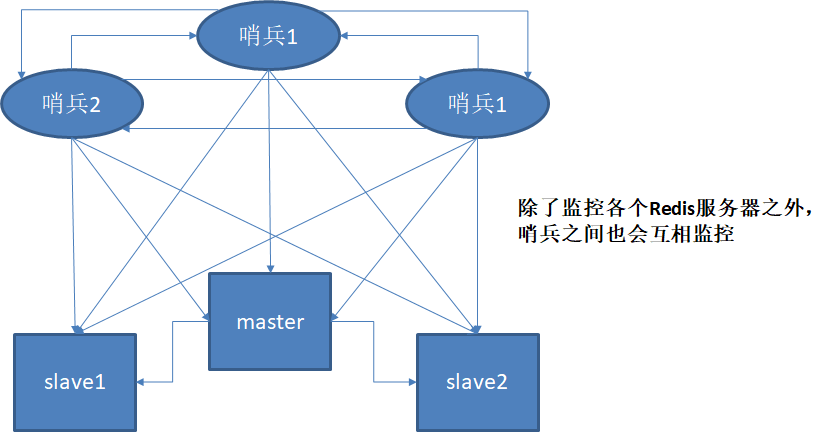 哨兵1
哨兵2
哨兵1
除了监控各个Redis服务器之外，
哨兵之间也会互相监控
master
slave1
slave2